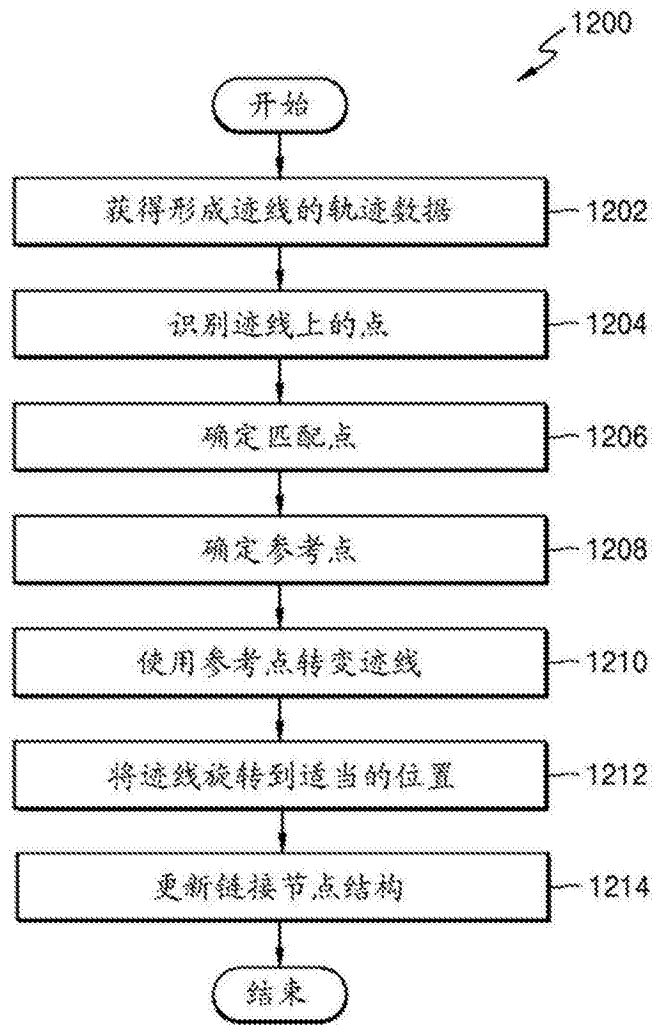 1200
开始
获得形成迹线的轨迹数据
1202
识别迹线上的点
1204
确定匹配点
1206
确定参考点
1208
使用参考点转变迹线
1210
将迹线旋转到适当的位置
1212
更新链接节点结构
1214
结束